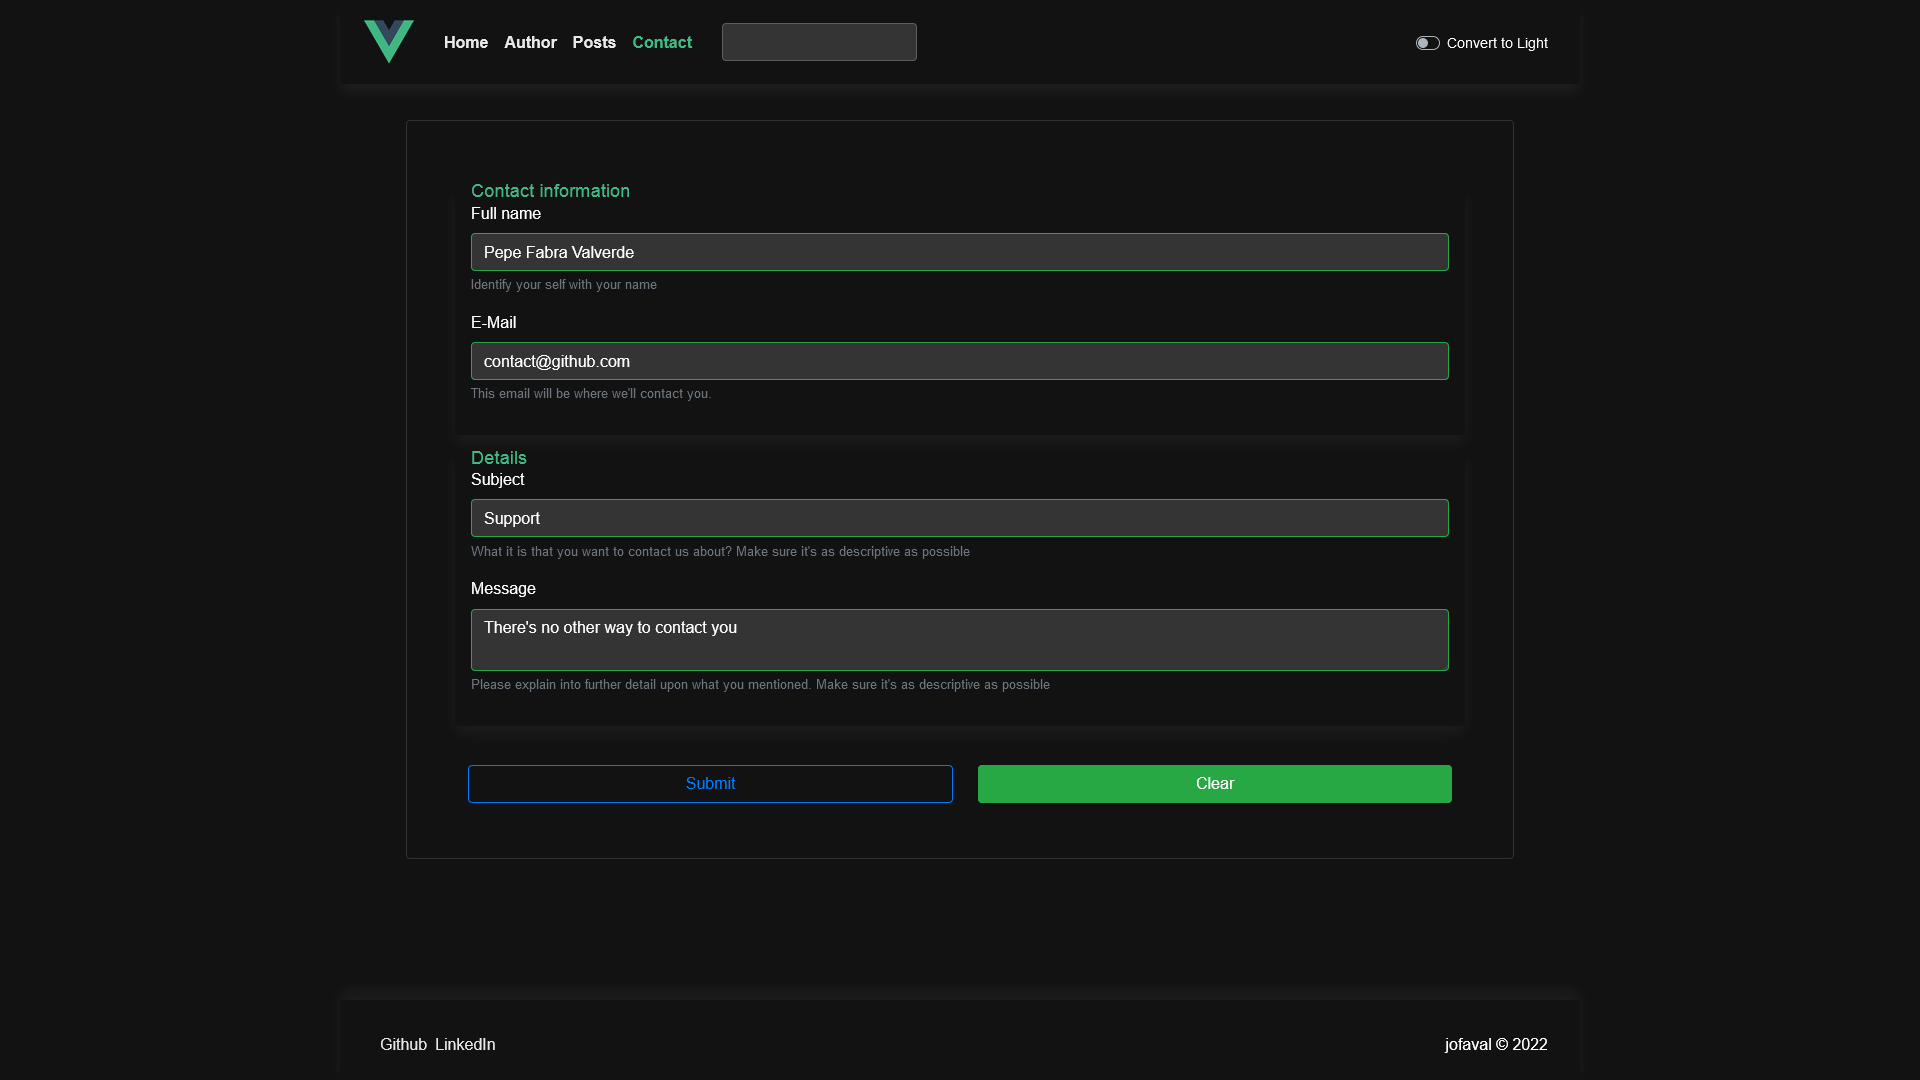 Home Author Posts Contact
Convert to Light
Contact information
Full name
Pepe Fabra Valverde
Identify your self with your name
E-Mail
contact@github.com
This email will be where we'll contact you.
Details
Subject
Support
What it is that you want to contact us about? Make sure it's as descriptive as possible
Message
There's no other way to contact you
Please explain into further detail upon what you mentioned. Make sure it's as descriptive as possible
Submit
Clear
Github LinkedIn
jofaval © 2022